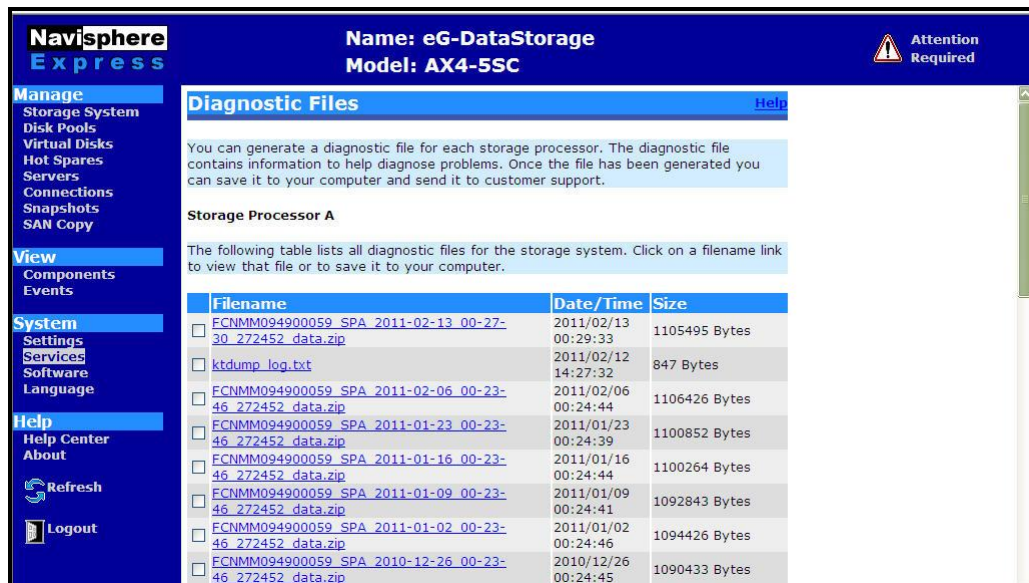 Navisphere
Express
Name: eG-DataStorage
Model: AX4-5SC
Attention
Required
Manage
Storage System
Disk Pools
Virtual Disks
Hot Spares
Servers
Connections
Snapshots
SAN Copy
View
Components
Events
System
Settings
Services
Software
Language
Help
Help Center
About
Refresh
Logout
Diagnostic Files
Help
You can generate a diagnostic file for each storage processor. The diagnostic file
contains information to help diagnose problems. Once the file has been generated you
can save it to your computer and send it to customer support.
Storage Processor A
The following table lists all diagnostic files for the storage system. Click on a filename link
to view that file or to save it to your computer.
Filename Date/Time Size
FCNMM094900059_SPA_2011-02-13_00-27-
30_272452_data.zip
2011/02/13
00:29:33
1105495 Bytes
ktdump_log.txt
2011/02/12
14:27:32
847 Bytes
FCNMM094900059_SPA_2011-02-06_00-23-
46_272452_data.zip
2011/02/06
00:24:44
1106426 Bytes
FCNMM094900059_SPA_2011-01-23_00-23-
46_272452_data.zip
2011/01/23
00:24:39
1100852 Bytes
FCNMM094900059_SPA_2011-01-16_00-23-
46_272452_data.zip
2011/01/16
00:24:44
1100264 Bytes
FCNMM094900059_SPA_2011-01-09_00-23-
46_272452_data.zip
2011/01/09
00:24:41
1092843 Bytes
FCNMM094900059_SPA_2011-01-02_00-23-
46_272452_data.zip
2011/01/02
00:24:46
1094426 Bytes
FCNMM094900059_SPA_2010-12-26_00-23-
46_272452_data.zip
2010/12/26
00:24:45
1090433 Bytes